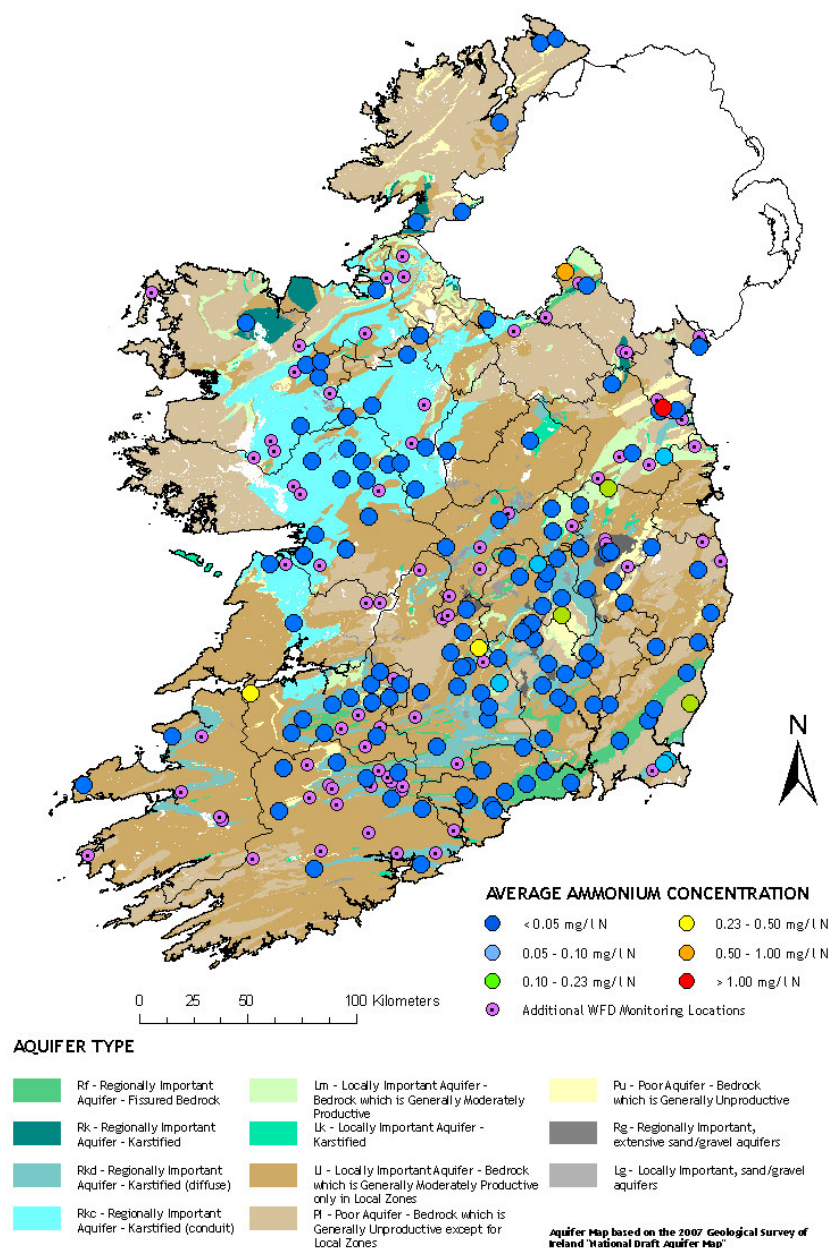 N
AVERAGE AMMONIUM CONCENTRATION
< 0.05 mg/l N
0.05 - 0.10 mg/l N
0.10 - 0.23 mg/l N
0.23 - 0.50 mg/l N
0.50 - 1.00 mg/l N
> 1.00 mg/l N
Additional WFD Monitoring Locations
0 25 50 100 Kilometers
AQUIFER TYPE
Rf - Regionally Important
Aquifer - Fissured Bedrock
Rk - Regionally Important
Aquifer - Karstified
Rkd - Regionally Important
Aquifer - Karstified (diffuse)
Rkc - Regionally Important
Aquifer - Karstified (conduit)
Lm - Locally Important Aquifer -
Bedrock which is Generally Moderately
Productive
Lk - Locally Important Aquifer -
Karstified
Ll - Locally Important Aquifer - Bedrock
which is Generally Moderately Productive
only in Local Zones
Pl - Poor Aquifer - Bedrock which is
Generally Unproductive except for
Local Zones
Pu - Poor Aquifer - Bedrock
which is Generally Unproductive
Rg - Regionally Important,
extensive sand/gravel aquifers
Lg - Locally Important, sand/gravel
aquifers
Aquifer Map based on the 2007 Geological Survey of
Ireland "National Draft Aquifer Map"